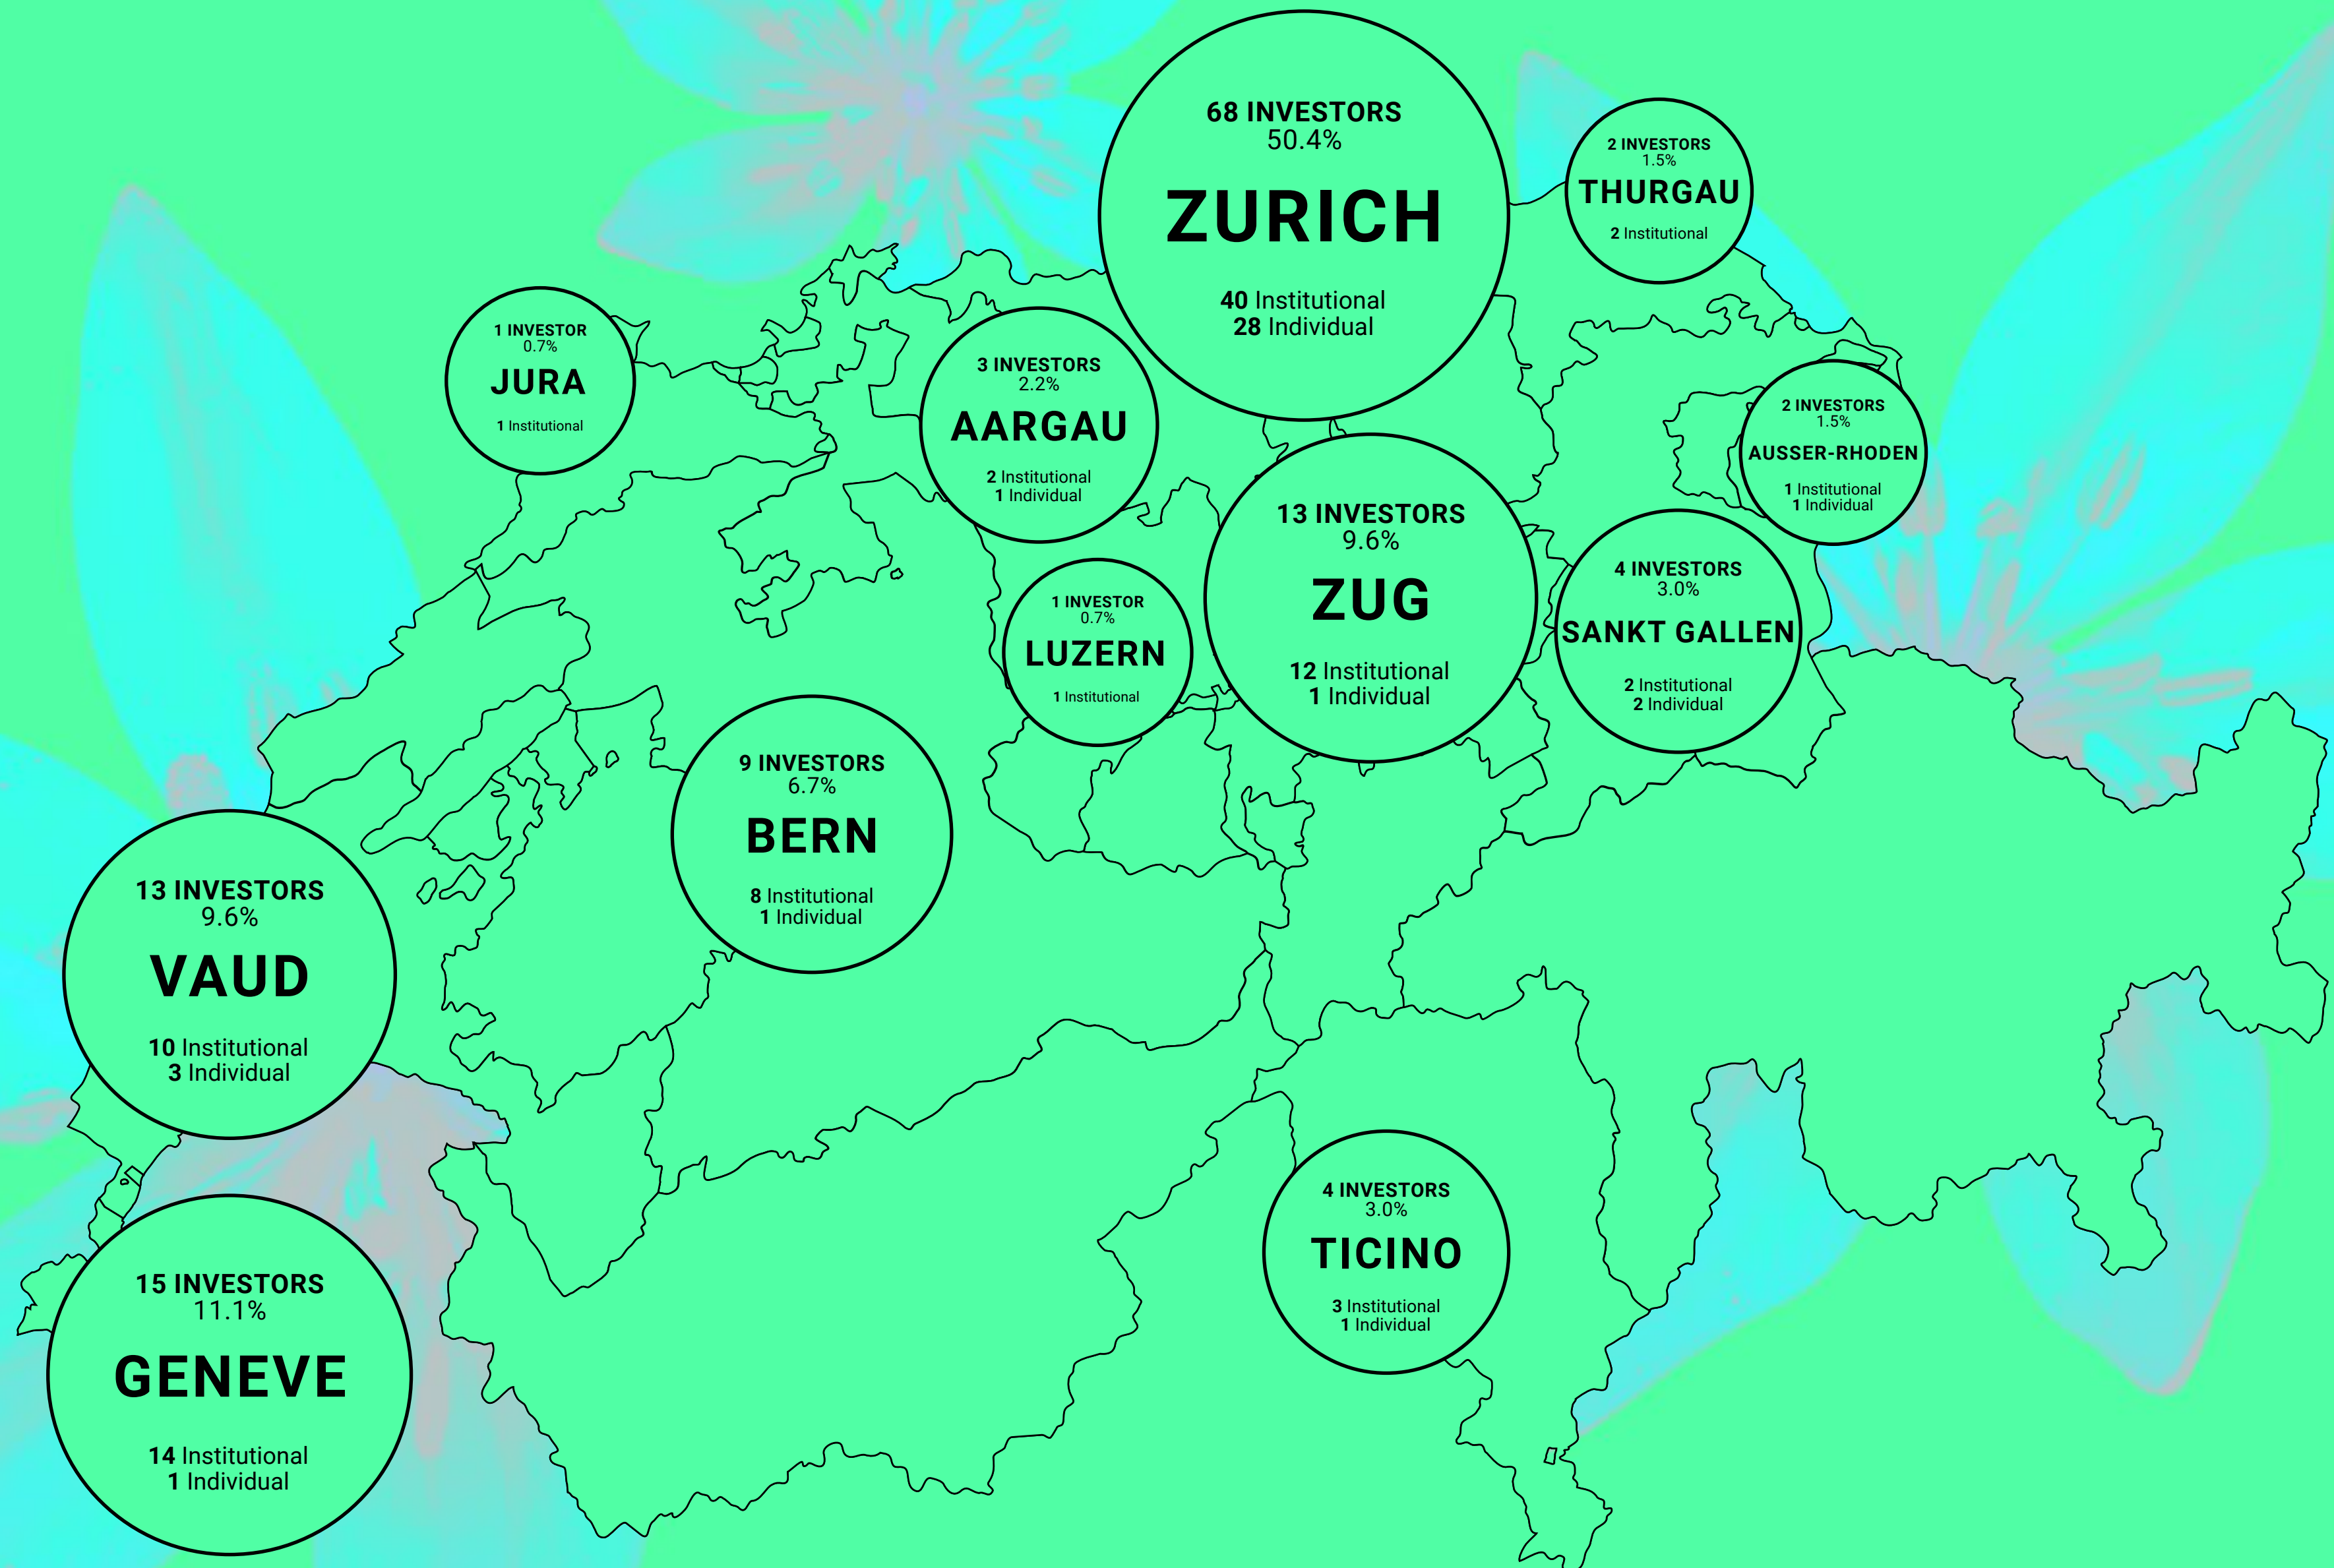 68 INVESTORS
50.4%
ZURICH
40 Institutional
28 Individual
2 INVESTORS
1.5%
THURGAU
2 Institutional
1 INVESTOR
0.7%
JURA
1 Institutional
3 INVESTORS
2.2%
AARGAU
2 Institutional
1 Individual
2 INVESTORS
1.5%
AUSSER-RHODEN
1 Institutional
1 Individual
13 INVESTORS
9.6%
ZUG
12 Institutional
1 Individual
4 INVESTORS
3.0%
SANKT GALLEN
2 Institutional
2 Individual
1 INVESTOR
0.7%
LUZERN
1 Institutional
9 INVESTORS
6.7%
BERN
8 Institutional
1 Individual
13 INVESTORS
9.6%
VAUD
10 Institutional
3 Individual
4 INVESTORS
3.0%
TICINO
3 Institutional
1 Individual
15 INVESTORS
11.1%
GENEVE
14 Institutional
1 Individual